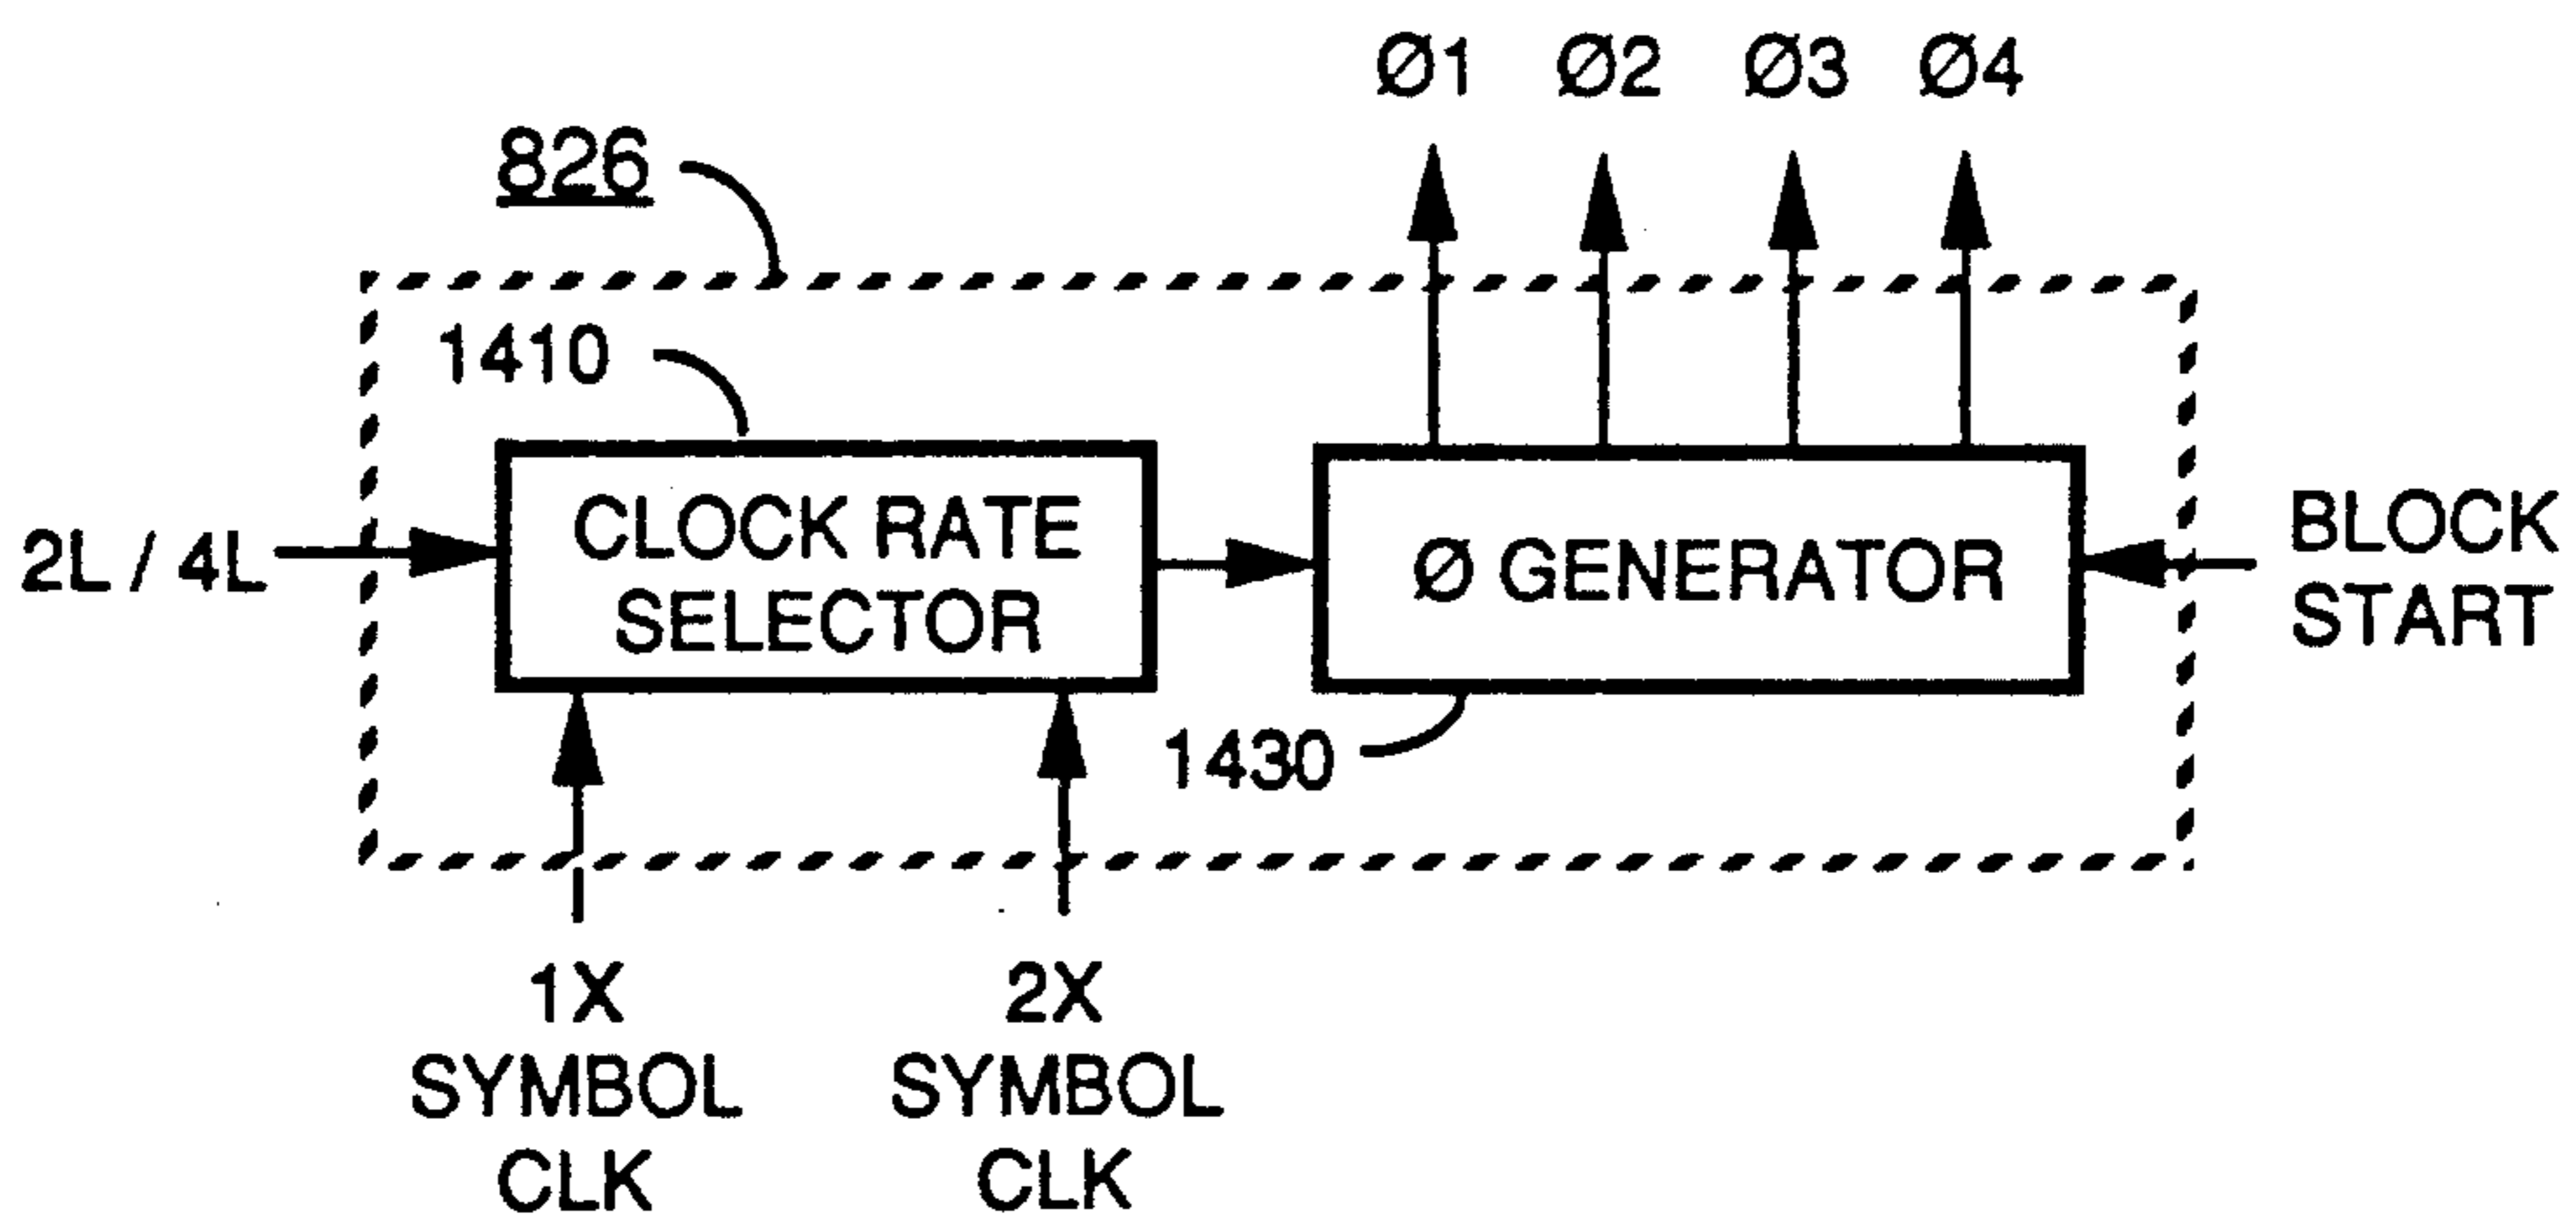 Ø1 Ø2 Ø3 Ø4
826
1410
CLOCK RATE
SELECTOR
2L / 4L
Ø GENERATOR
BLOCK
START
1430
1X
SYMBOL
CLK
2X
SYMBOL
CLK